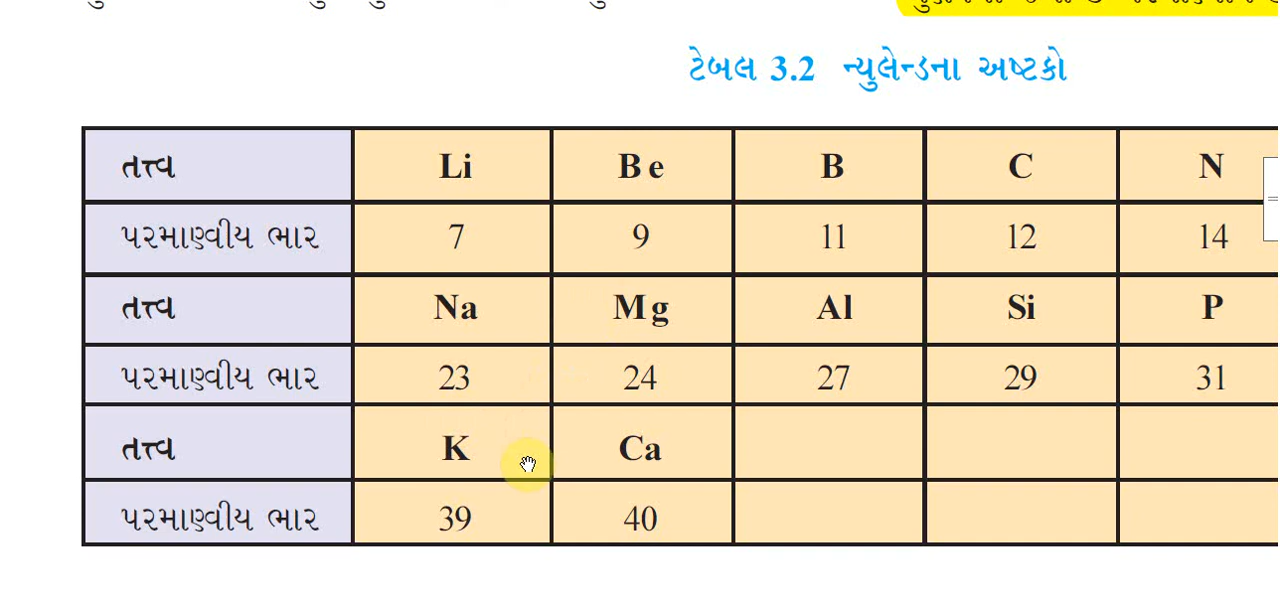 ટેબલ 3.2 ન્યુલેન્ડના અષ્ટકો
તત્ત્વ Li Be B C N
પરમાણ્વીય ભાર 7 9 11 12 14
તત્ત્વ Na Mg Al Si P
પરમાણ્વીય ભાર 23 24 27 29 31
તત્ત્વ K Ca
પરમાણ્વીય ભાર 39 40